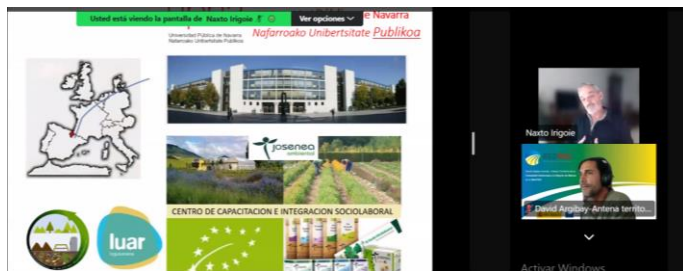 Usted está viendo la pantalla de Naxto Irigoie
Ver opciones
de Navarra
Universidad Pública de Navarra
Nafarroako Unibertsitate Publikoa
Nafarroako Unibertsitate Publikoa
josenea
CENTRO DE CAPACITACION E INTEGRACION SOCIOLABORAL
luar
Naxto Irigoie
David Argibay-Antena territo...
Activar Windows